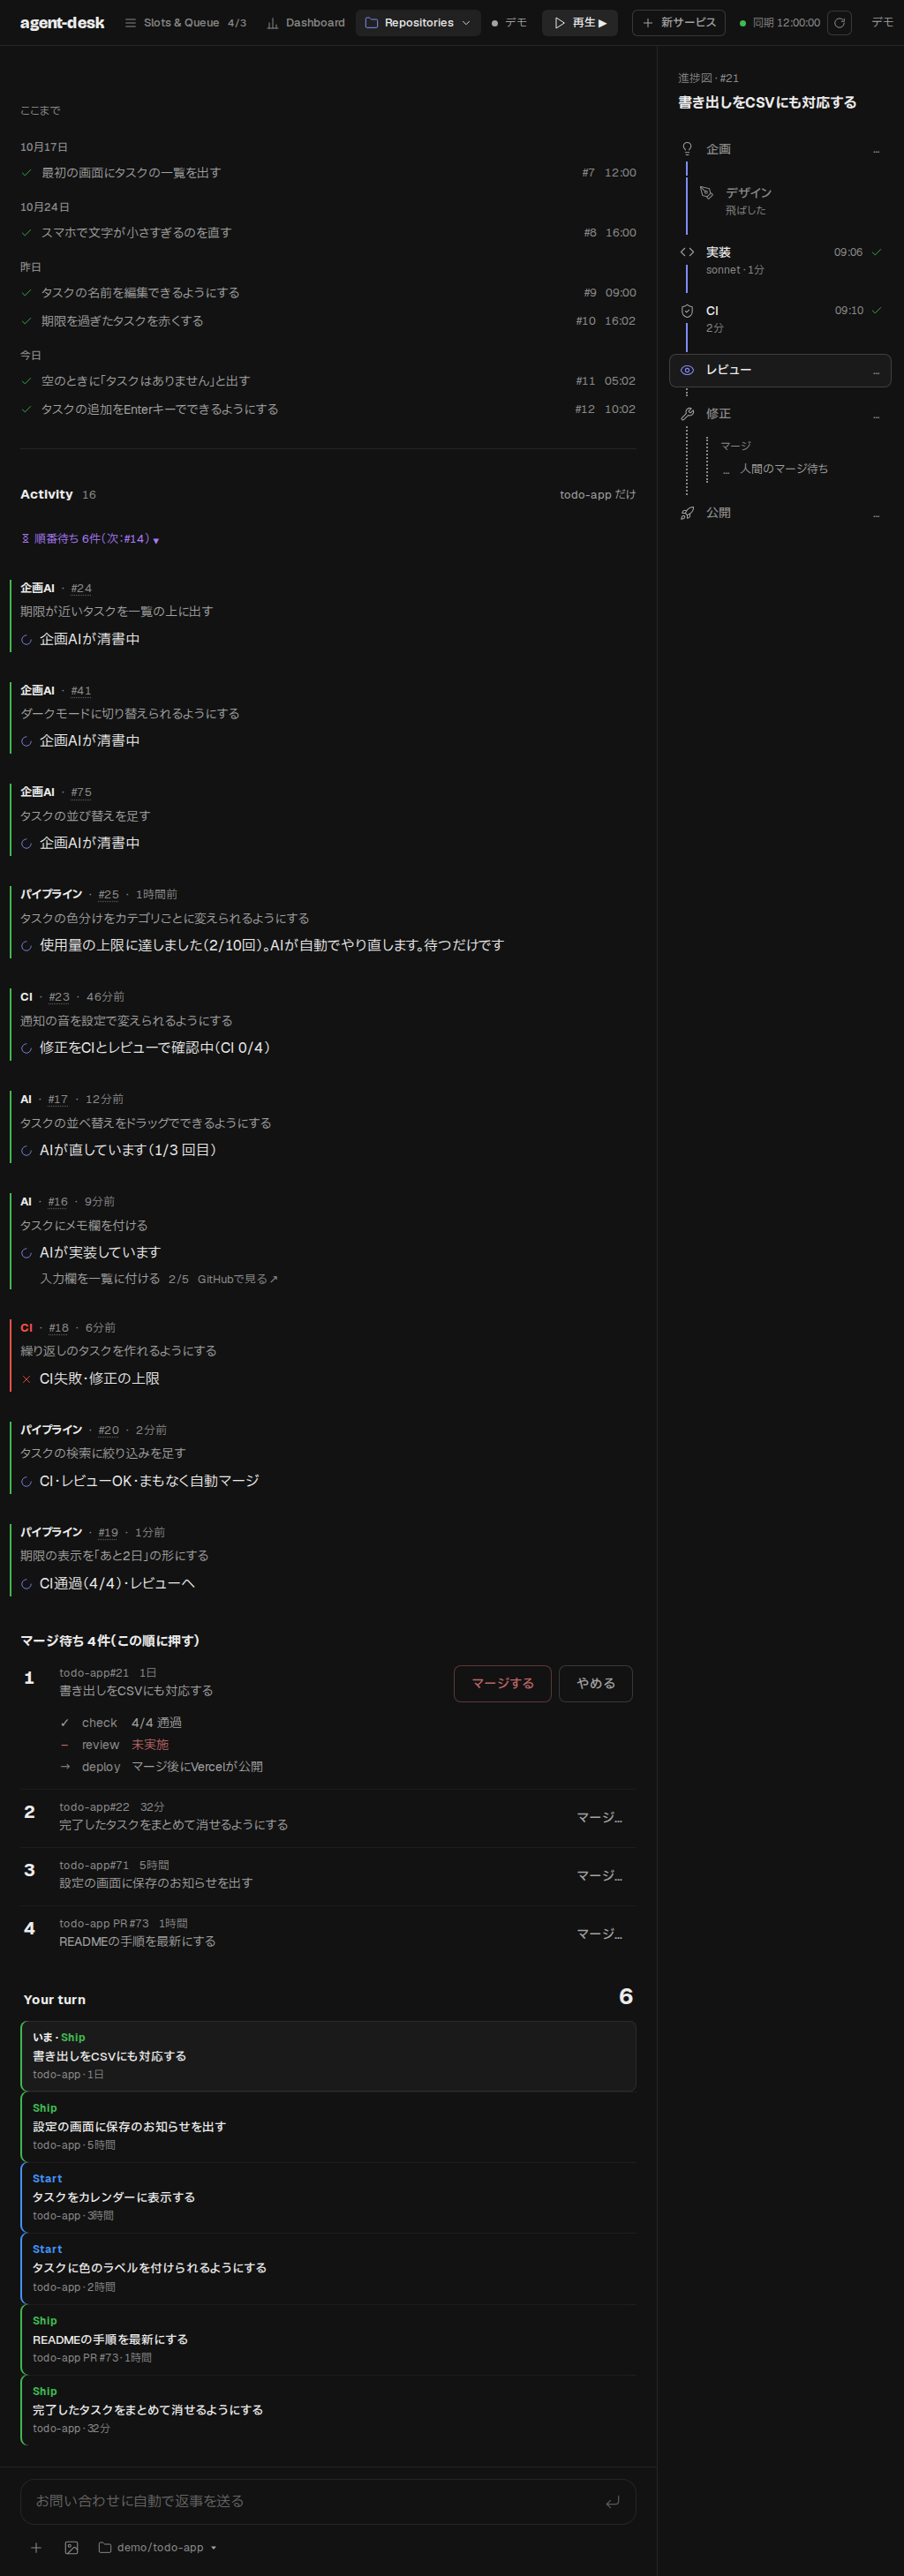 agent-desk Slots & Queue 4/3 Dashboard Repositories デモ 再生 ▶ 新サービス 同期 12:00:00 デモ
ここまで
10月17日
最初の画面にタスクの一覧を出す #7 12:00
10月24日
スマホで文字が小さすぎるのを直す #8 16:00
昨日
タスクの名前を編集できるようにする #9 09:00
期限を過ぎたタスクを赤くする #10 16:02
今日
空のときに「タスクはありません」と出す #11 05:02
タスクの追加をEnterキーでできるようにする #12 10:02
Activity 16 todo-app だけ
順番待ち 6件（次:#14） ▾
企画AI · #24
期限が近いタスクを一覧の上に出す
企画AIが清書中
企画AI · #41
ダークモードに切り替えられるようにする
企画AIが清書中
企画AI · #75
タスクの並び替えを足す
企画AIが清書中
パイプライン · #25 · 1時間前
タスクの色分けをカテゴリごとに変えられるようにする
使用量の上限に達しました（2/10回）。AIが自動でやり直します。待つだけです
CI · #23 · 46分前
通知の音を設定で変えられるようにする
修正をCIとレビューで確認中（CI 0/4）
AI · #17 · 12分前
タスクの並べ替えをドラッグでできるようにする
AIが直しています（1/3 回目）
AI · #16 · 9分前
タスクにメモ欄を付ける
AIが実装しています
入力欄を一覧に付ける 2/5 GitHubで見る ↗
CI · #18 · 6分前
繰り返しのタスクを作れるようにする
CI失敗・修正の上限
パイプライン · #20 · 2分前
タスクの検索に絞り込みを足す
CI・レビューOK・まもなく自動マージ
パイプライン · #19 · 1分前
期限の表示を「あと2日」の形にする
CI通過（4/4）・レビューへ
マージ待ち 4件（この順に押す）
1 todo-app#21 1日
書き出しをCSVにも対応する マージする やめる
✓ check 4/4 通過
– review 未実施
→ deploy マージ後にVercelが公開
2 todo-app#22 32分
完了したタスクをまとめて消せるようにする マージ…
3 todo-app#71 5時間
設定の画面に保存のお知らせを出す マージ…
4 todo-app PR #73 1時間
READMEの手順を最新にする マージ…
Your turn 6
いま · Ship
書き出しをCSVにも対応する
todo-app · 1日
Ship
設定の画面に保存のお知らせを出す
todo-app · 5時間
Start
タスクをカレンダーに表示する
todo-app · 3時間
Start
タスクに色のラベルを付けられるようにする
todo-app · 2時間
Ship
READMEの手順を最新にする
todo-app PR #73 · 1時間
Ship
完了したタスクをまとめて消せるようにする
todo-app · 32分
お問い合わせに自動で返事を送る
demo/todo-app
進捗図 · #21
書き出しをCSVにも対応する
企画 …
デザイン
飛ばした
実装 09:06
sonnet · 1分
CI 09:10
2分
レビュー …
修正 …
マージ
… 人間のマージ待ち
公開 …